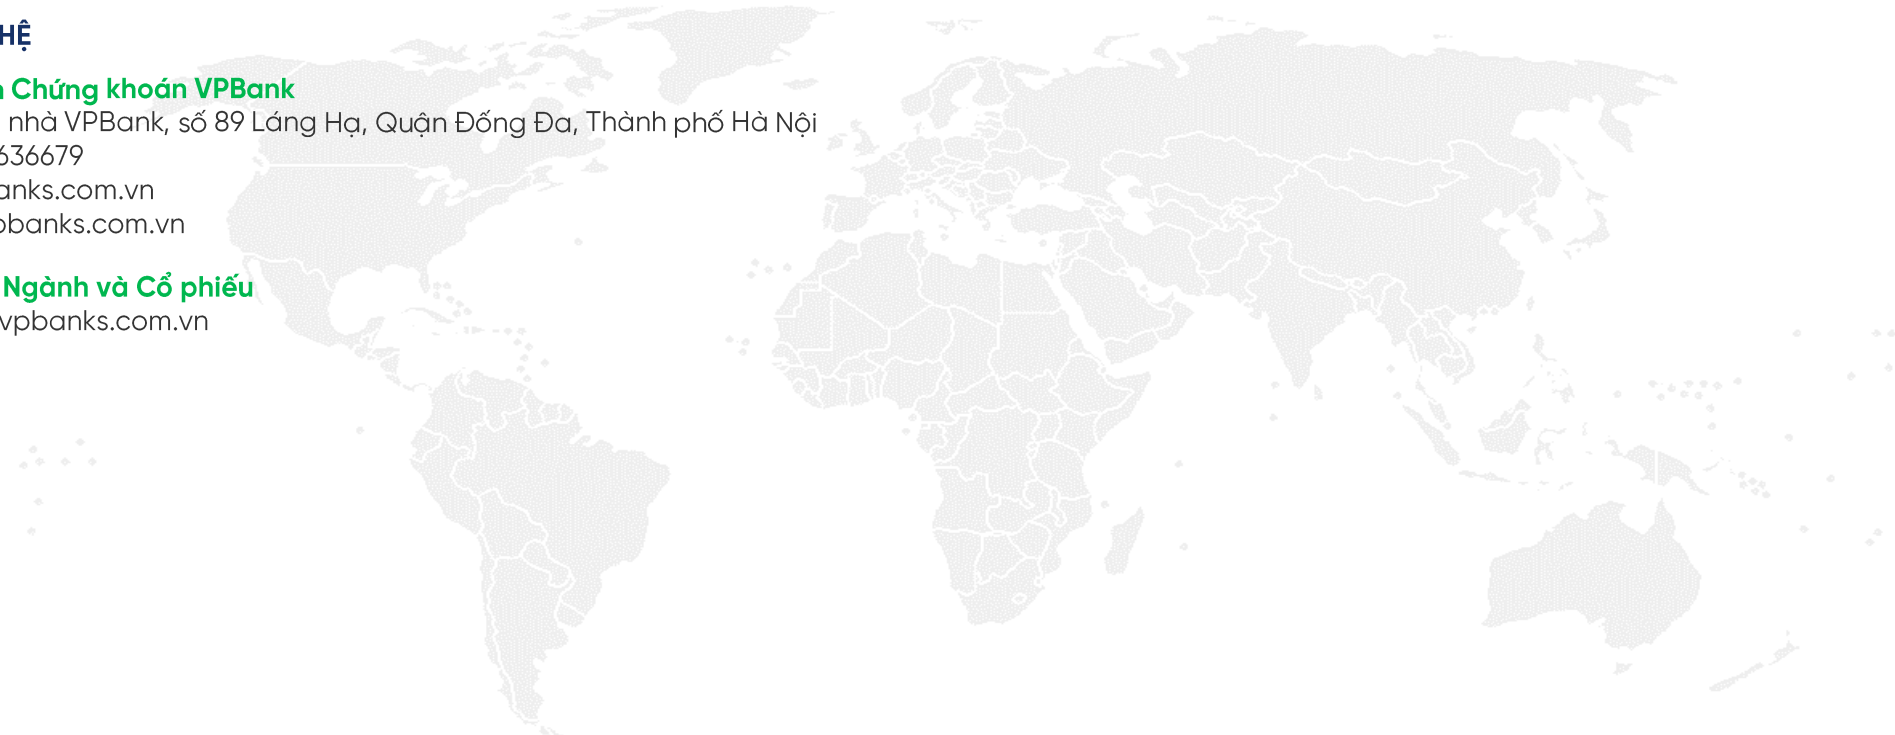 HỆ
Chứng khoán VPBank
nhà VPBank, số 89 Láng Hạ, Quận Đống Đa, Thành phố Hà Nội
636679
anks.com.vn
pbanks.com.vn
Ngành và Cổ phiếu
vpbanks.com.vn